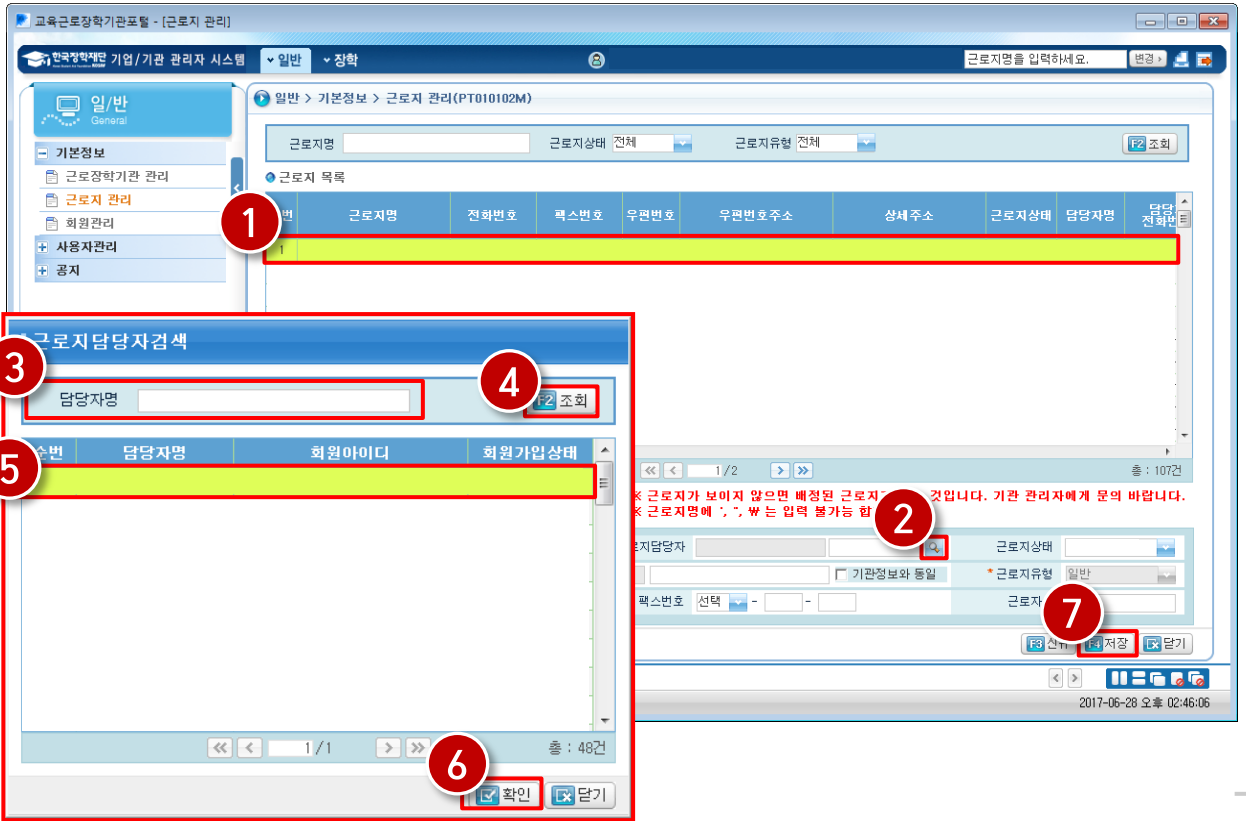 교육근로장학기관포털 - [근로지 관리]
한국장학재단 기업/기관 관리자 시스템
일반
장학
근로지명을 입력하세요.
변경
일/반
General
기본정보
근로장학기관 관리
근로지 관리
회원관리
사용자관리
공지
일반 > 기본정보 > 근로지 관리(PT010102M)
근로지명
근로지상태 전체
근로지유형 전체
F2 조회
근로지 목록
1
번 근로지명 전화번호 팩스번호 우편번호 우편번호주소 상세주소 근로지상태 담당자명 담당
전화번
1
1/2
총 : 107건
※ 근로지가 보이지 않으면 배정된 근로지가 것입니다. 기관 관리자에게 문의 바랍니다.
※ 근로지명에 ', ", ₩ 는 입력 불가능 합
2
로지담당자
근로지상태
기관정보와 동일
*근로지유형 일반
팩스번호 선택 - -
근로자
7
F3 신규
F4 저장
닫기
2017-06-28 오후 02:46:06
근로지담당자검색
3
담당자명
4
F2 조회
5
순번 담당자명 회원아이디 회원가입상태
1/1
총 : 48건
6
확인
닫기